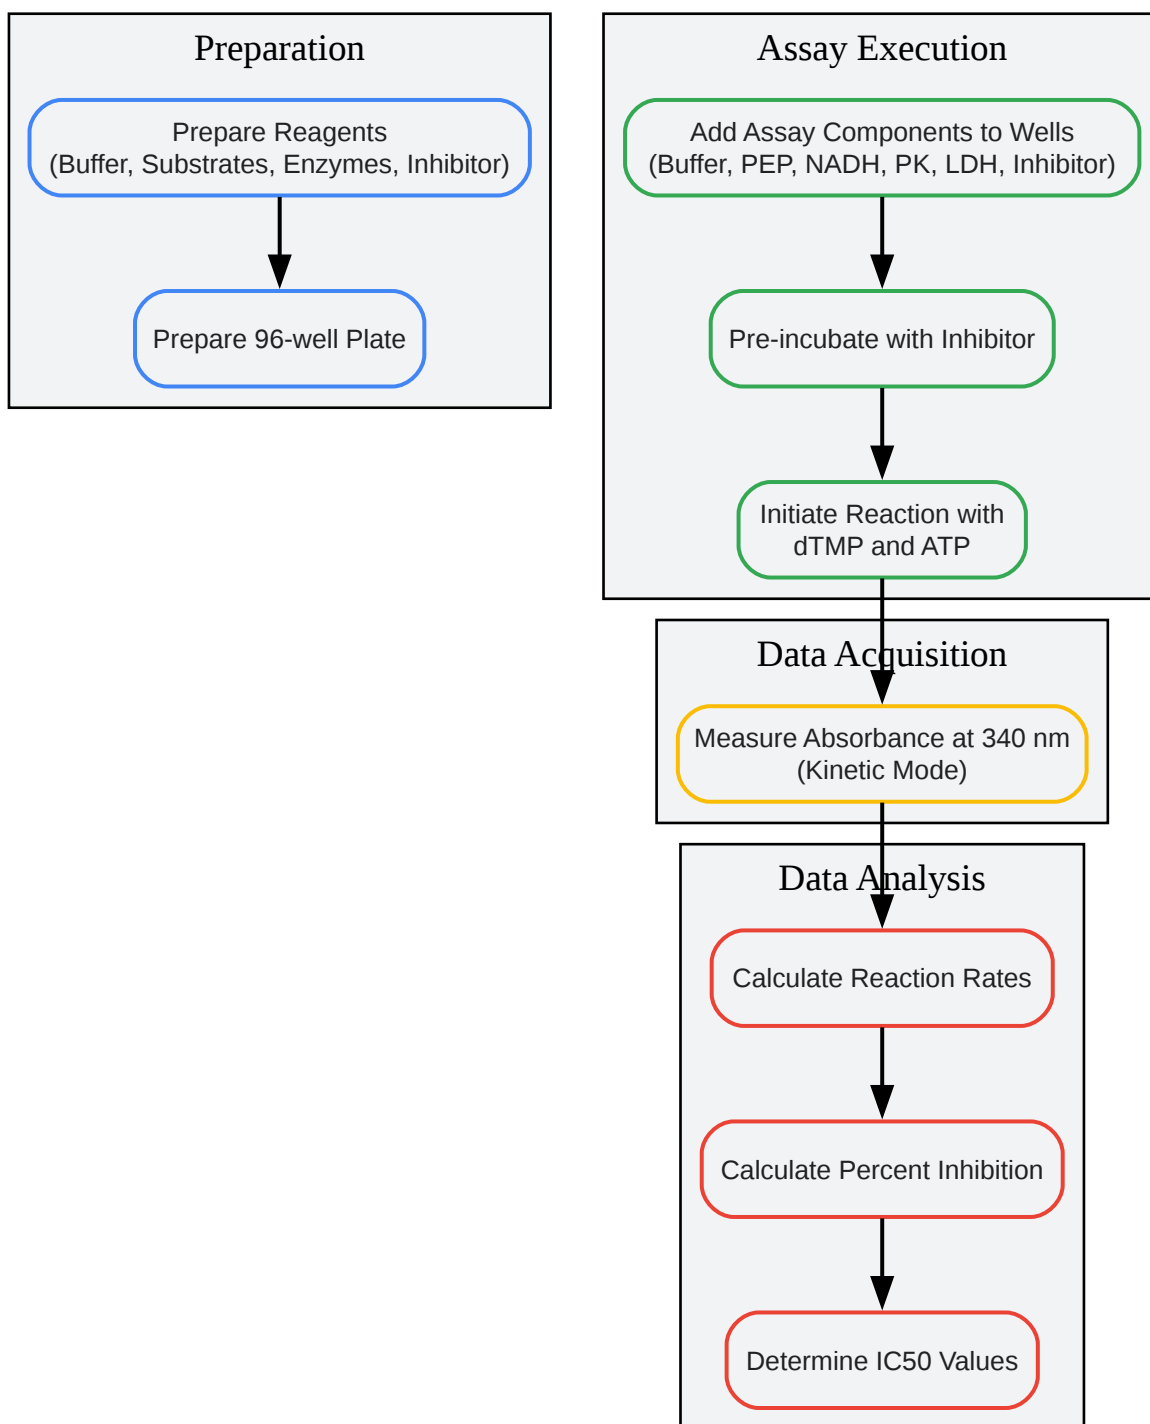 Preparation
Prepare Reagents
(Buffer, Substrates, Enzymes, Inhibitor)
Prepare 96-well Plate
Assay Execution
Add Assay Components to Wells
(Buffer, PEP, NADH, PK, LDH, Inhibitor)
Pre-incubate with Inhibitor
Initiate Reaction with
dTMP and ATP
Data Acquisition
Measure Absorbance at 340 nm
(Kinetic Mode)
Data Analysis
Calculate Reaction Rates
Calculate Percent Inhibition
Determine IC50 Values